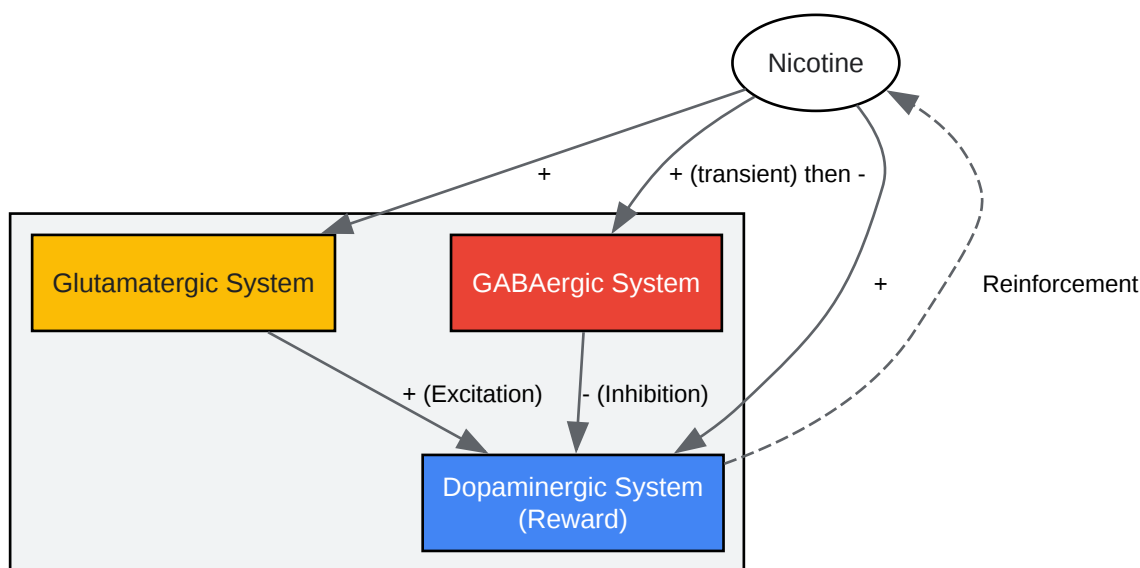 Nicotine
+
+ (transient) then -
Glutamatergic System
GABAergic System
+
Reinforcement
+ (Excitation)
- (Inhibition)
Dopaminergic System
(Reward)